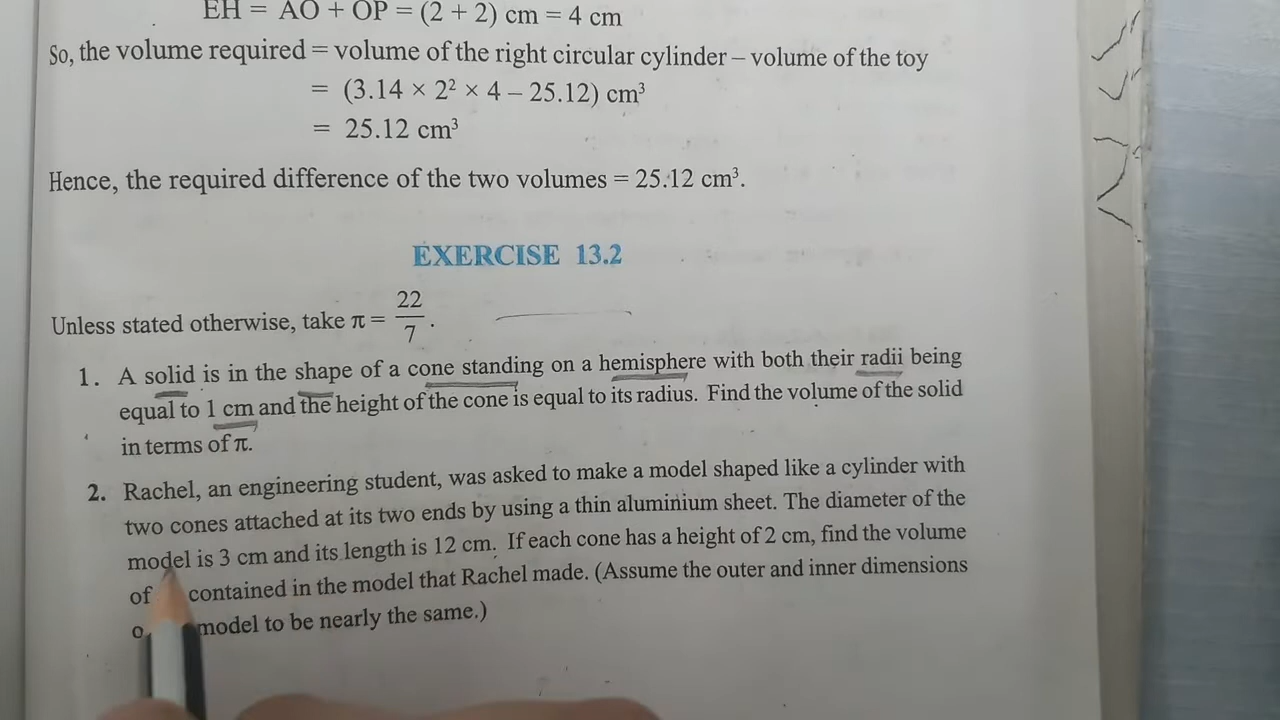 EH = AO + OP = (2 + 2) cm = 4 cm
So, the volume required = volume of the right circular cylinder – volume of the toy
= (3.14 × 2² × 4 – 25.12) cm³
= 25.12 cm³
Hence, the required difference of the two volumes = 25.12 cm³.
EXERCISE 13.2
Unless stated otherwise, take π = 22/7.
1. A solid is in the shape of a cone standing on a hemisphere with both their radii being
equal to 1 cm and the height of the cone is equal to its radius. Find the volume of the solid
in terms of π.
2. Rachel, an engineering student, was asked to make a model shaped like a cylinder with
two cones attached at its two ends by using a thin aluminium sheet. The diameter of the
model is 3 cm and its length is 12 cm. If each cone has a height of 2 cm, find the volume
of contained in the model that Rachel made. (Assume the outer and inner dimensions
model to be nearly the same.)